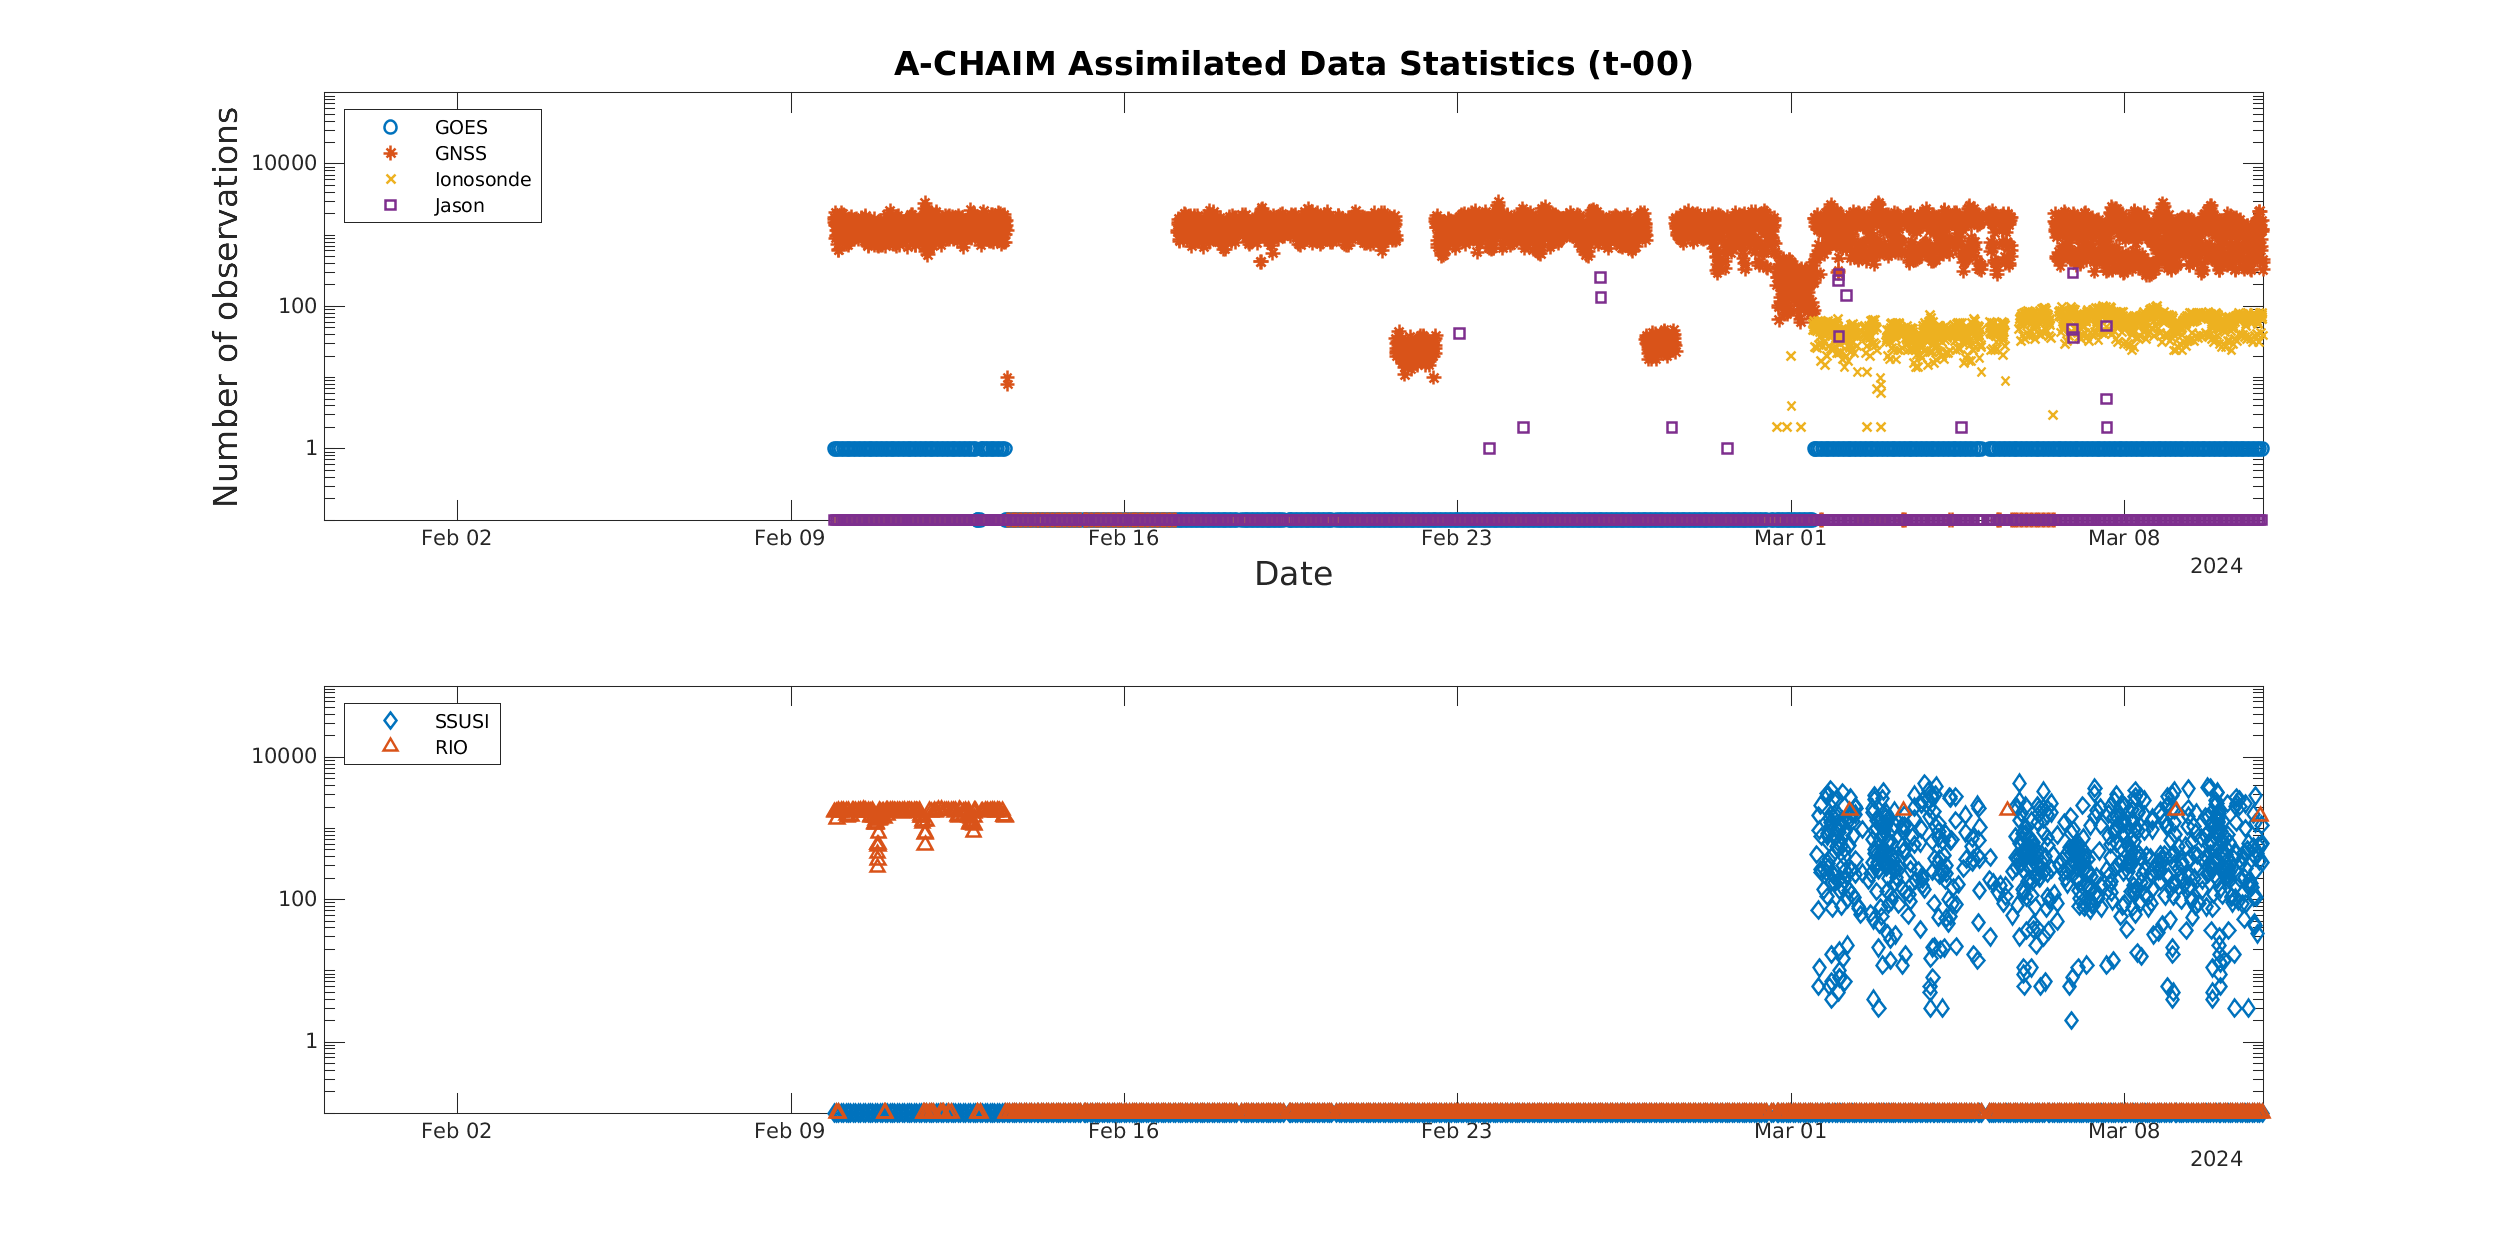 A-CHAIM Assimilated Data Statistics (t-00)
Number of observations
GOES
GNSS
Ionosonde
Jason
10000
100
1
Feb 02 Feb 09 Feb 16 Feb 23 Mar 01 Mar 08
2024
Date
SSUSI
RIO
10000
100
1
Feb 02 Feb 09 Feb 16 Feb 23 Mar 01 Mar 08
2024